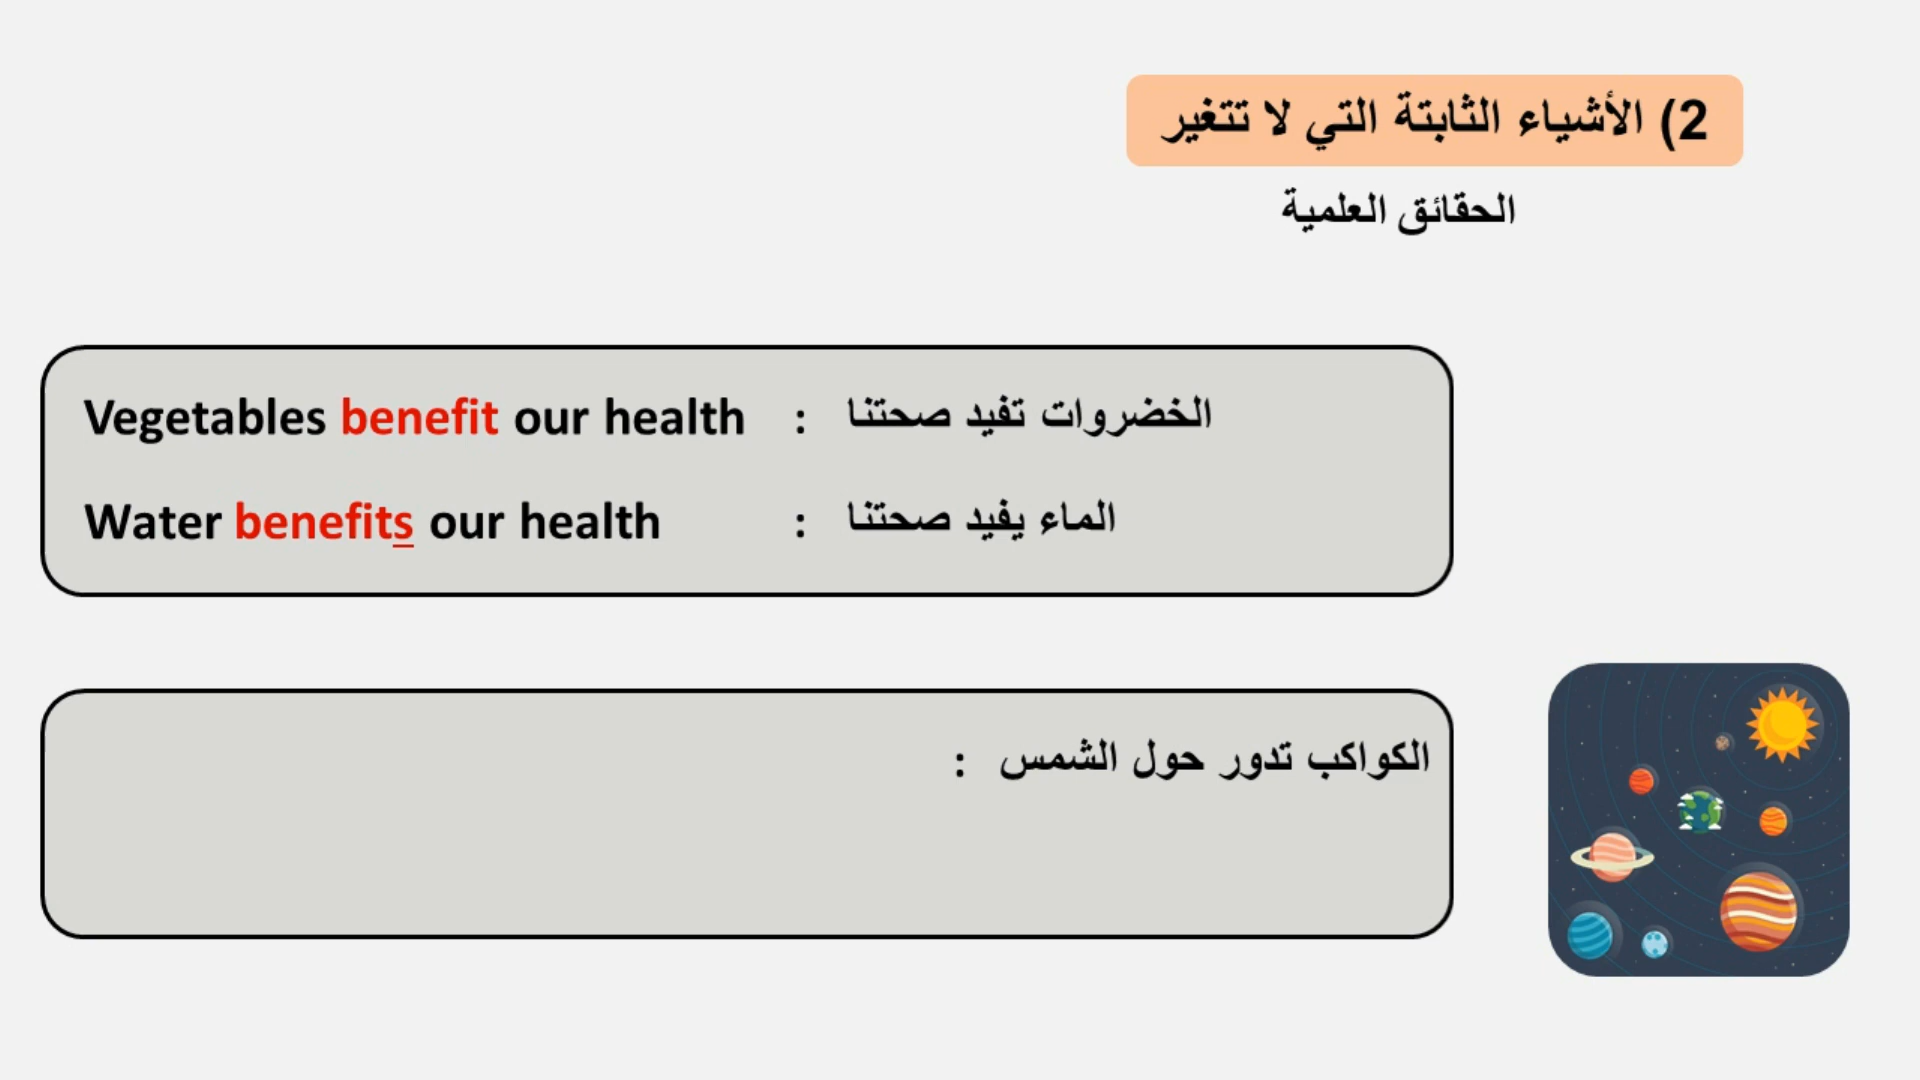 2) الأشياء الثابتة التي لا تتغير
الحقائق العلمية
Vegetables benefit our health : الخضروات تفيد صحتنا
Water benefits our health : الماء يفيد صحتنا
الكواكب تدور حول الشمس :